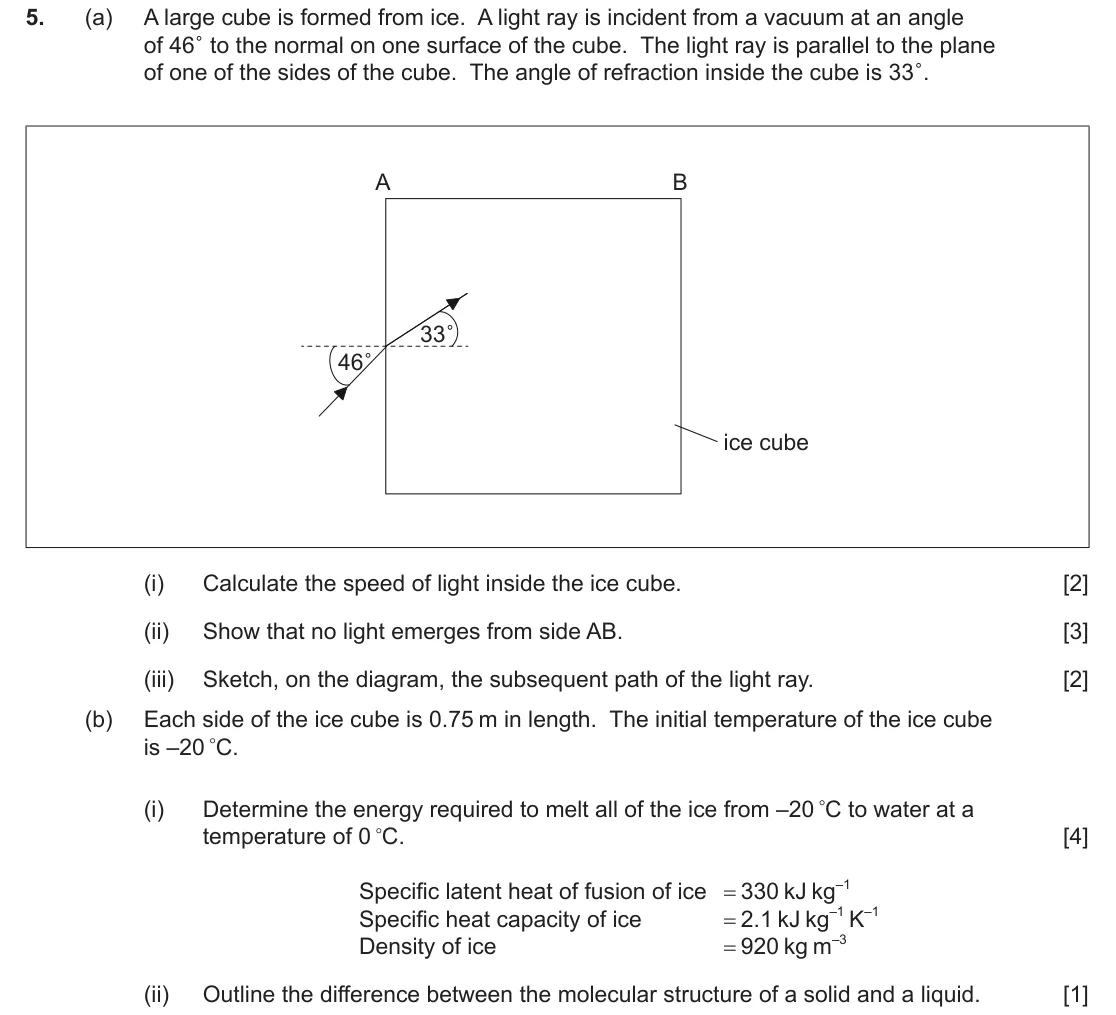 5. (a) A large cube is formed from ice. A light ray is incident from a vacuum at an angle
of 46˚ to the normal on one surface of the cube. The light ray is parallel to the plane
of one of the sides of the cube. The angle of refraction inside the cube is 33˚.
A B
33˚
46˚
ice cube
(i) Calculate the speed of light inside the ice cube. [2]
(ii) Show that no light emerges from side AB. [3]
(iii) Sketch, on the diagram, the subsequent path of the light ray. [2]
(b) Each side of the ice cube is 0.75 m in length. The initial temperature of the ice cube
is –20 ˚C.
(i) Determine the energy required to melt all of the ice from –20 ˚C to water at a
temperature of 0 ˚C. [4]
Specific latent heat of fusion of ice = 330 kJ kg⁻¹
Specific heat capacity of ice = 2.1 kJ kg⁻¹ K⁻¹
Density of ice = 920 kg m⁻³
(ii) Outline the difference between the molecular structure of a solid and a liquid. [1]